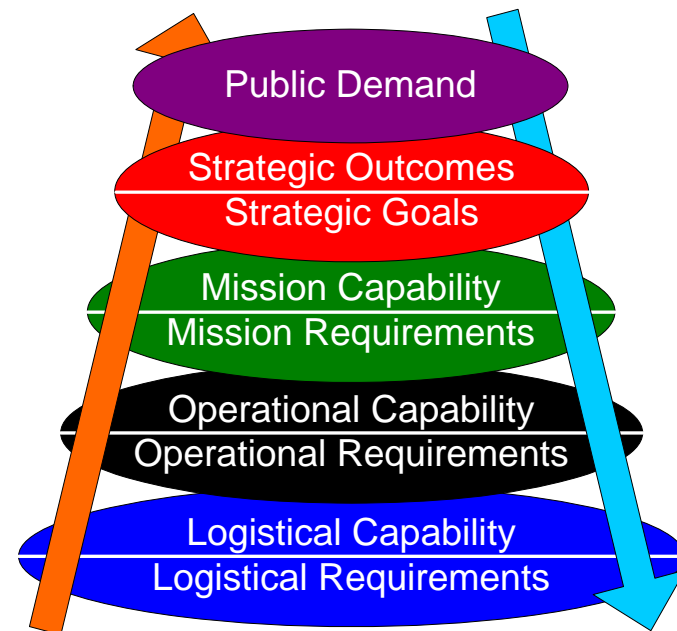 Public Demand
Strategic Outcomes
Strategic Goals
Mission Capability
Mission Requirements
Operational Capability
Operational Requirements
Logistical Capability
Logistical Requirements